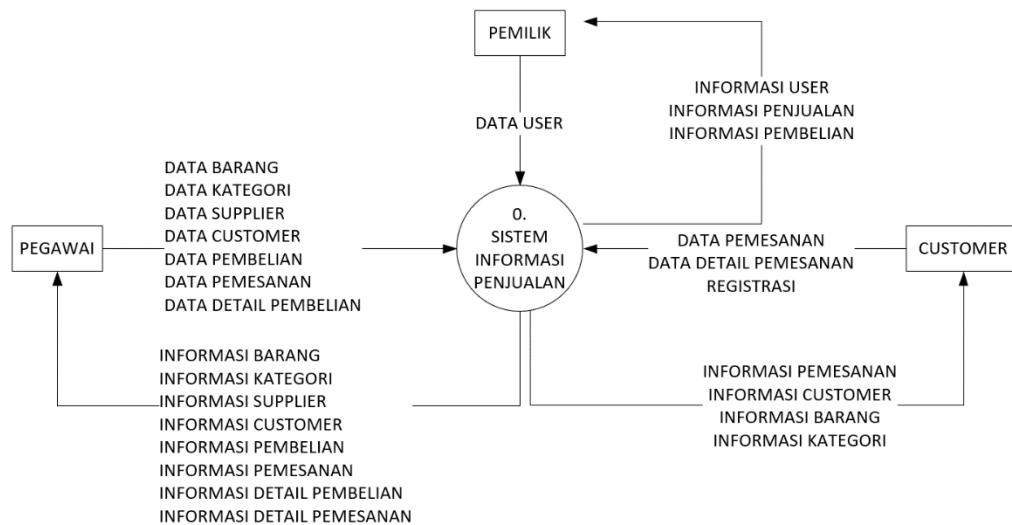 PEMILIK
INFORMASI USER
INFORMASI PENJUALAN
INFORMASI PEMBELIAN
DATA USER
DATA BARANG
DATA KATEGORI
DATA SUPPLIER
DATA CUSTOMER
DATA PEMBELIAN
DATA PEMESANAN
DATA DETAIL PEMBELIAN
PEGAWAI
0.
SISTEM
INFORMASI
PENJUALAN
DATA PEMESANAN
DATA DETAIL PEMESANAN
REGISTRASI
CUSTOMER
INFORMASI BARANG
INFORMASI KATEGORI
INFORMASI SUPPLIER
INFORMASI CUSTOMER
INFORMASI PEMBELIAN
INFORMASI PEMESANAN
INFORMASI DETAIL PEMBELIAN
INFORMASI DETAIL PEMESANAN
INFORMASI PEMESANAN
INFORMASI CUSTOMER
INFORMASI BARANG
INFORMASI KATEGORI